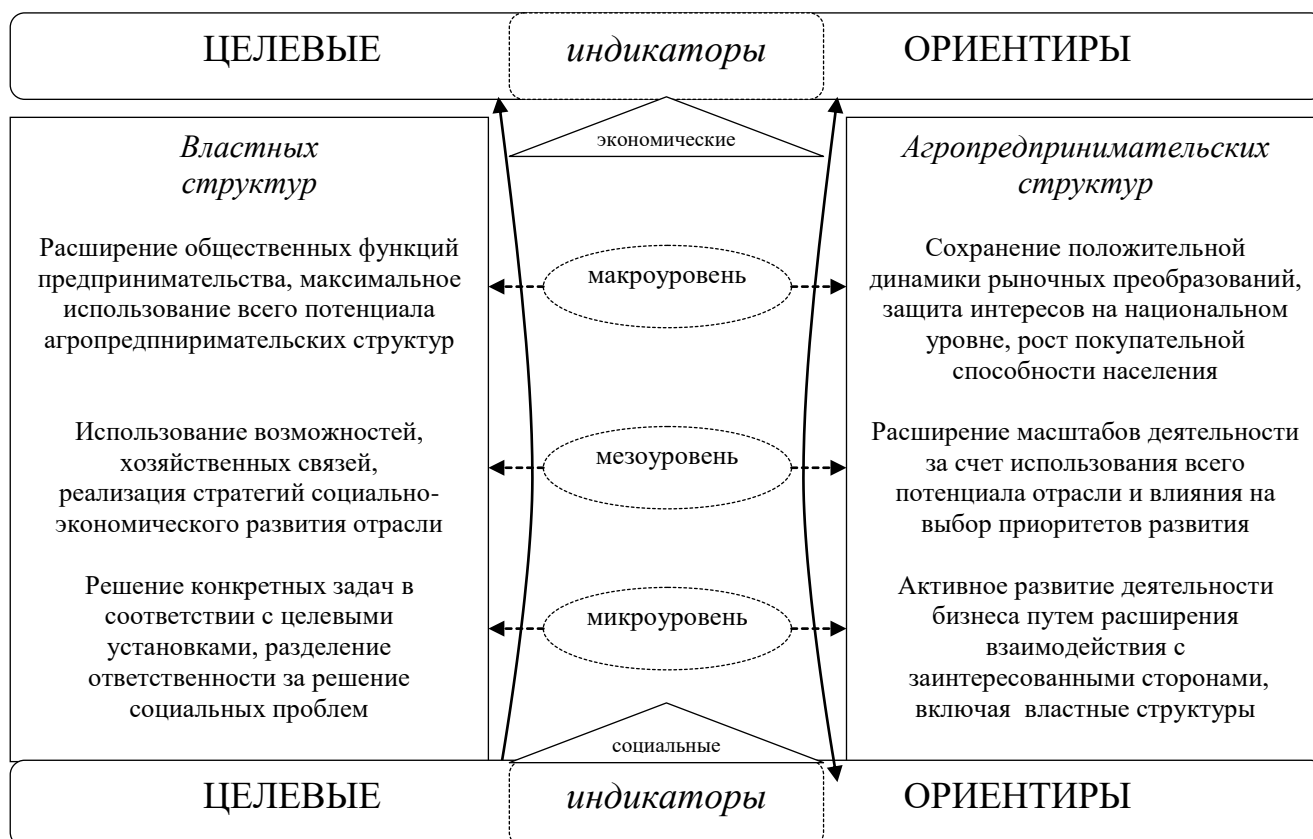 ЦЕЛЕВЫЕ индикаторы ОРИЕНТИРЫ
экономические
Властных
структур
Расширение общественных функций
предпринимательства, максимальное
использование всего потенциала
агропредпниримательских структур
Использование возможностей,
хозяйственных связей,
реализация стратегий социально-
экономического развития отрасли
Решение конкретных задач в
соответствии с целевыми
установками, разделение
ответственности за решение
социальных проблем
макроуровень
мезоуровень
микроуровень
Агропредпринимательских
структур
Сохранение положительной
динамики рыночных преобразований,
защита интересов на национальном
уровне, рост покупательной
способности населения
Расширение масштабов деятельности
за счет использования всего
потенциала отрасли и влияния на
выбор приоритетов развития
Активное развитие деятельности
бизнеса путем расширения
взаимодействия с
заинтересованными сторонами,
включая властные структуры
социальные
ЦЕЛЕВЫЕ индикаторы ОРИЕНТИРЫ